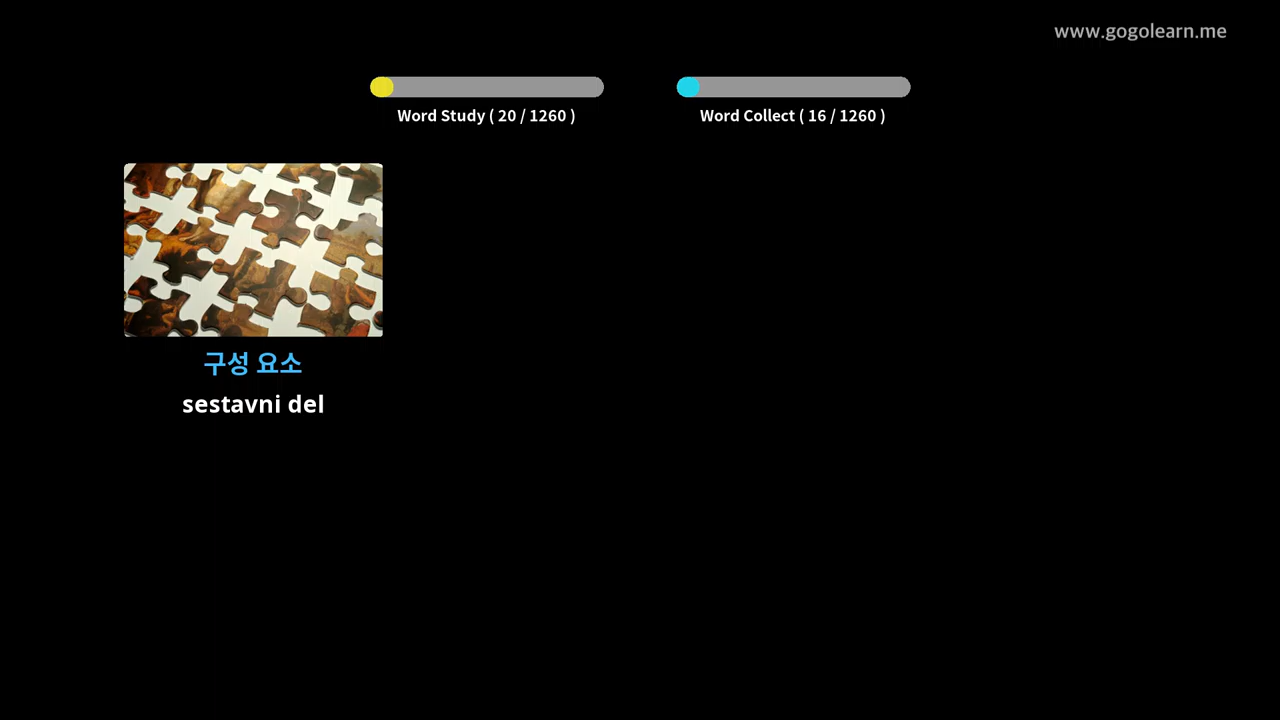 www.gogolearn.me
Word Study ( 20 / 1260 )
Word Collect ( 16 / 1260 )
구성 요소
sestavni del